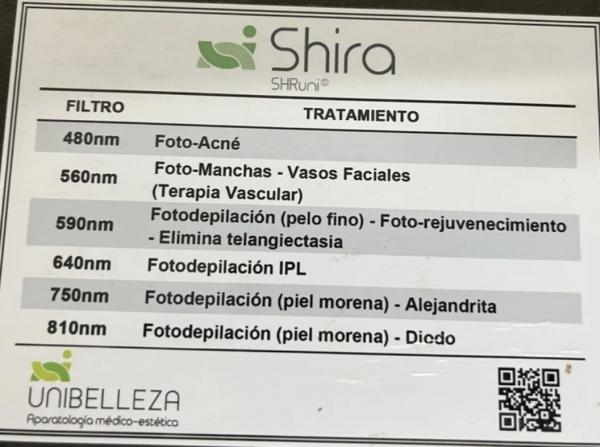 Shira
SHRuni©
FILTRO TRATAMIENTO
480nm Foto-Acné
560nm Foto-Manchas - Vasos Faciales
(Terapia Vascular)
590nm Fotodepilación (pelo fino) - Foto-rejuvenecimiento
- Elimina telangiectasia
640nm Fotodepilación IPL
750nm Fotodepilación (piel morena) - Alejandrita
810nm Fotodepilación (piel morena) - Diodo
UNIBELLEZA
Aparatología médico-estética